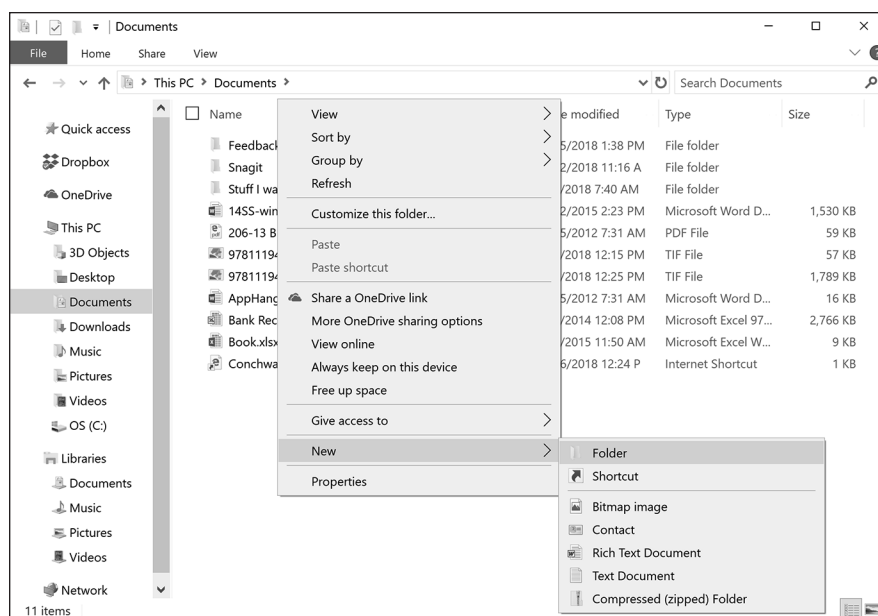 Documents
File Home Share View
This PC Documents Search Documents
Name e modified Type Size
Quick access
Dropbox
OneDrive
This PC
3D Objects
Desktop
Documents
Downloads
Music
Pictures
Videos
OS (C:)
Libraries
Documents
Music
Pictures
Videos
Network
11 items
Feedback 5/2018 1:38 PM File folder
Snagit 2/2018 11:16 A File folder
Stuff I wa /2018 7:40 AM File folder
14SS-win 2/2015 2:23 PM Microsoft Word D... 1,530 KB
206-13 B 5/2012 7:31 AM PDF File 59 KB
9781119 /2018 12:15 PM TIF File 57 KB
9781119 /2018 12:25 PM TIF File 1,789 KB
AppHang 5/2012 7:31 AM Microsoft Word D... 16 KB
Bank Rec /2014 12:08 PM Microsoft Excel 97... 2,766 KB
Book.xlsx /2015 11:50 AM Microsoft Excel W... 9 KB
Conchwa 6/2018 12:24 P Internet Shortcut 1 KB
View
Sort by
Group by
Refresh
Customize this folder...
Paste
Paste shortcut
Share a OneDrive link
More OneDrive sharing options
View online
Always keep on this device
Free up space
Give access to
New
Properties
Folder
Shortcut
Bitmap image
Contact
Rich Text Document
Text Document
Compressed (zipped) Folder